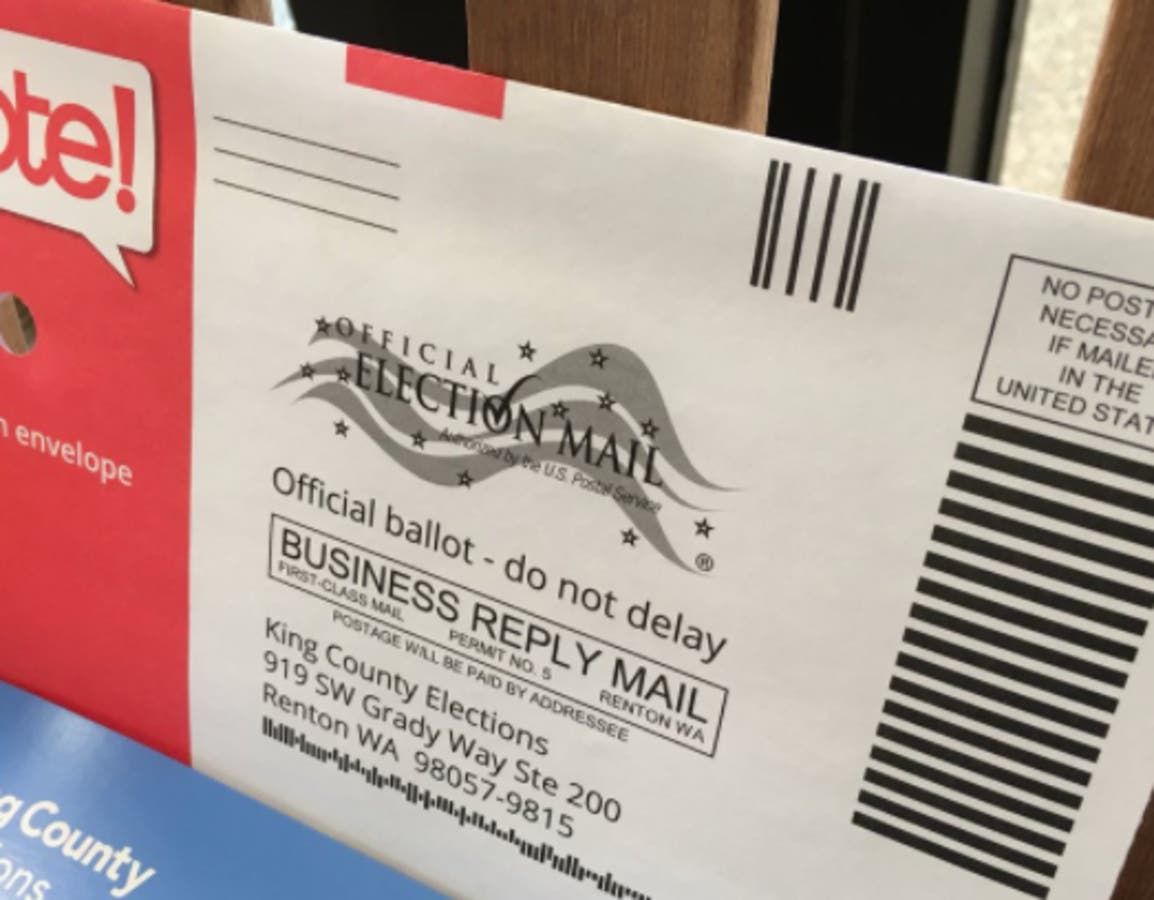 ote!
envelope
OFFICIAL
ELECTION MAIL
Authorized by the U.S. Postal Service
®
Official ballot - do not delay
BUSINESS REPLY MAIL
FIRST-CLASS MAIL PERMIT NO. 5 RENTON WA
POSTAGE WILL BE PAID BY ADDRESSEE
King County Elections
919 SW Grady Way Ste 200
Renton WA 98057-9815
NO POST
NECESSA
IF MAILE
IN THE
UNITED STAT
g County
ons